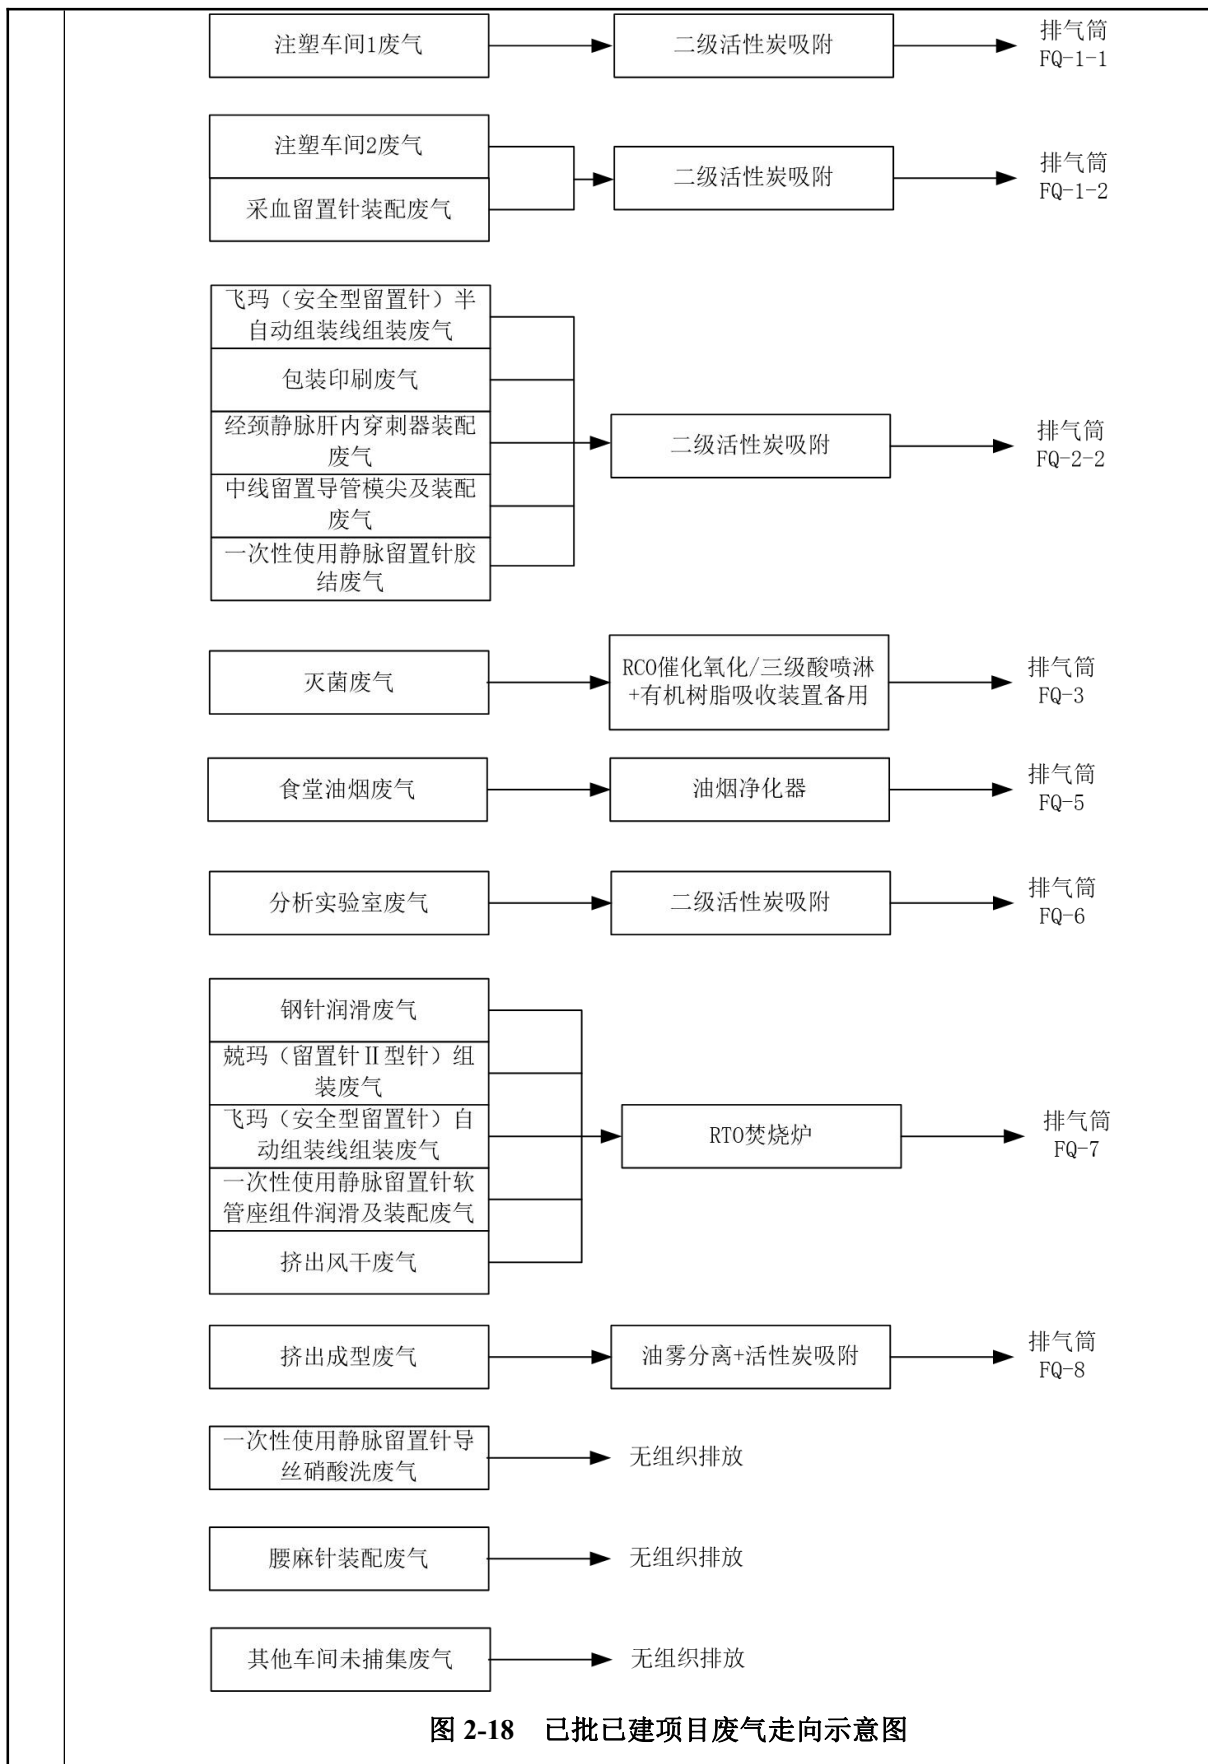 注塑车间1废气
二级活性炭吸附
排气筒
FQ-1-1
注塑车间2废气
采血留置针装配废气
二级活性炭吸附
排气筒
FQ-1-2
飞玛（安全型留置针）半
自动组装线组装废气
包装印刷废气
经颈静脉肝内穿刺器装配
废气
中线留置导管模尖及装配
废气
一次性使用静脉留置针胶
结废气
二级活性炭吸附
排气筒
FQ-2-2
灭菌废气
RCO催化氧化/三级酸喷淋
+有机树脂吸收装置备用
排气筒
FQ-3
食堂油烟废气
油烟净化器
排气筒
FQ-5
分析实验室废气
二级活性炭吸附
排气筒
FQ-6
钢针润滑废气
兢玛（留置针Ⅱ型针）组
装废气
飞玛（安全型留置针）自
动组装线组装废气
一次性使用静脉留置针软
管座组件润滑及装配废气
挤出风干废气
RTO焚烧炉
排气筒
FQ-7
挤出成型废气
油雾分离+活性炭吸附
排气筒
FQ-8
一次性使用静脉留置针导
丝硝酸洗废气
无组织排放
腰麻针装配废气
无组织排放
其他车间未捕集废气
无组织排放
图 2-18 已批已建项目废气走向示意图